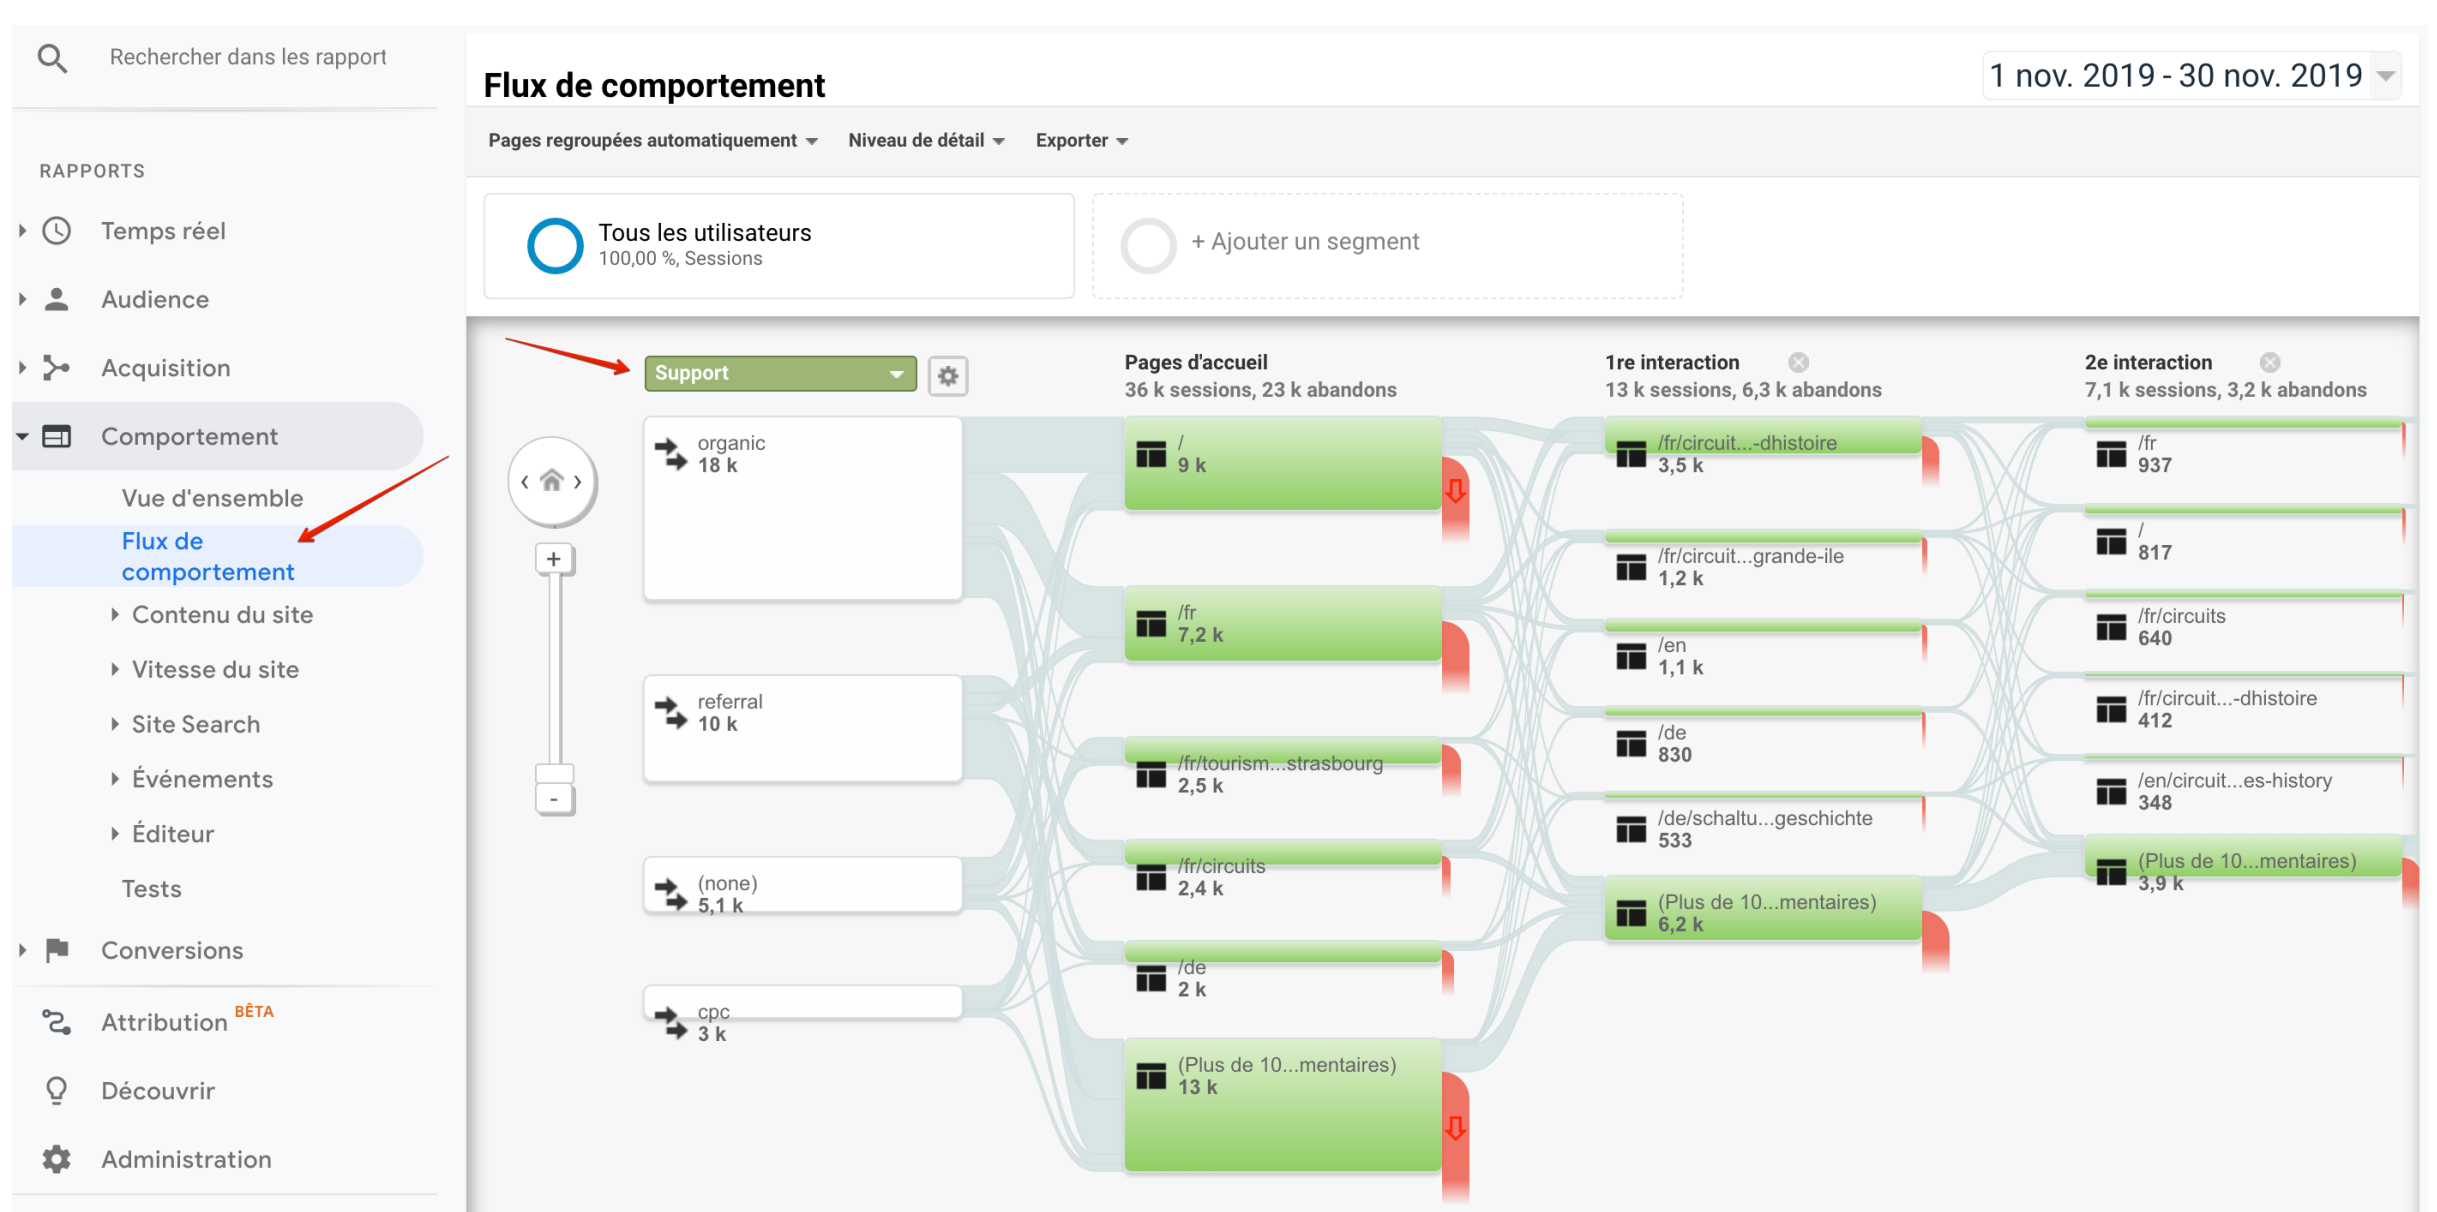 Rechercher dans les rapport
RAPPORTS
Temps réel
Audience
Acquisition
Comportement
Vue d'ensemble
Flux de
comportement
Contenu du site
Vitesse du site
Site Search
Événements
Éditeur
Tests
Conversions
Attribution BÊTA
Découvrir
Administration
Flux de comportement
1 nov. 2019 - 30 nov. 2019
Pages regroupées automatiquement
Niveau de détail
Exporter
Tous les utilisateurs
100,00 %, Sessions
+ Ajouter un segment
+
-
Support
organic
18 k
referral
10 k
(none)
5,1 k
cpc
3 k
Pages d'accueil
36 k sessions, 23 k abandons
/
9 k
/fr
7,2 k
/fr/tourism...strasbourg
2,5 k
/fr/circuits
2,4 k
/de
2 k
(Plus de 10...mentaires)
13 k
1re interaction
13 k sessions, 6,3 k abandons
/fr/circuit...-dhistoire
3,5 k
/fr/circuit...grande-ile
1,2 k
/en
1,1 k
/de
830
/de/schaltu...geschichte
533
(Plus de 10...mentaires)
6,2 k
2e interaction
7,1 k sessions, 3,2 k abandons
/fr
937
/
817
/fr/circuits
640
/fr/circuit...-dhistoire
412
/en/circuit...es-history
348
(Plus de 10...mentaires)
3,9 k